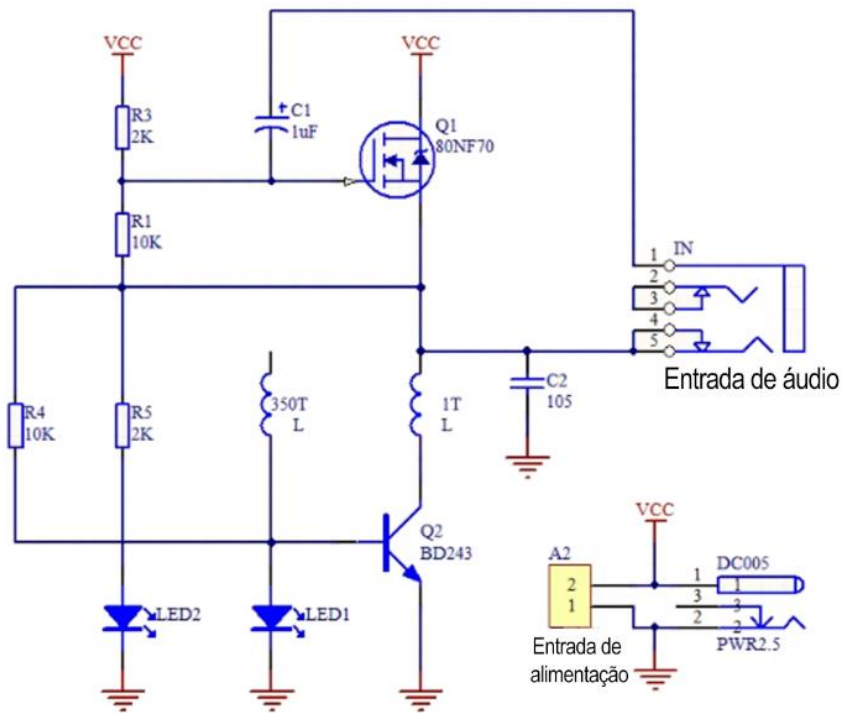 VCC
VCC
R3
2K
C1
1uF
Q1
80NF70
R1
10K
IN
1
2
3
4
5
Entrada de áudio
R4
10K
R5
2K
350T
L
1T
L
C2
105
Q2
BD243
LED2
LED1
VCC
A2
2
1
DC005
1
1
3
3
2
2
PWR2.5
Entrada de
alimentação